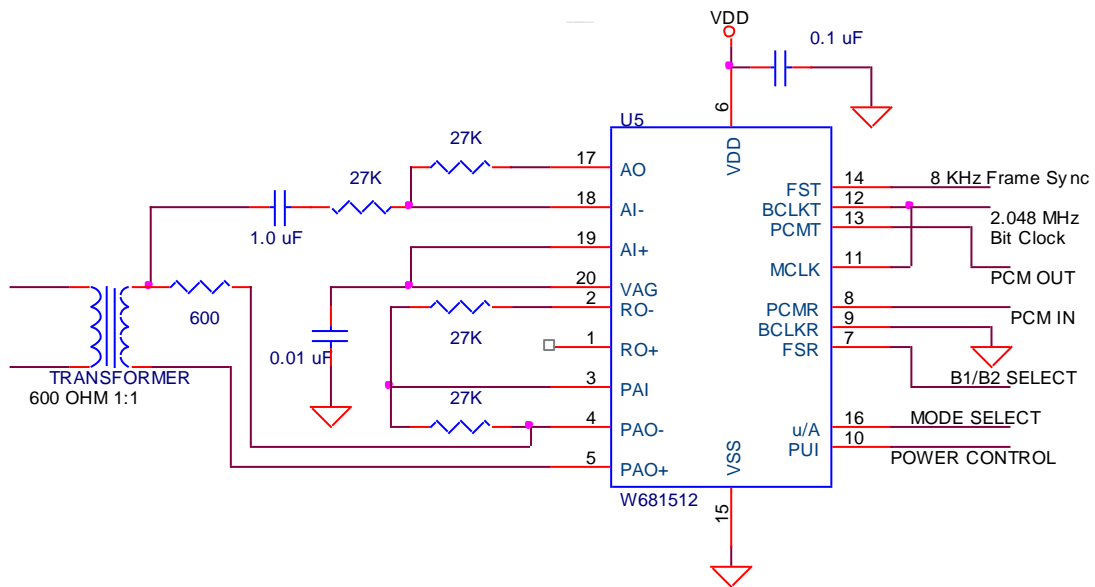 VDD
0.1 uF
6
U5
VDD
27K
17
AO
27K
18
AI-
1.0 uF
19
AI+
20
VAG
2
RO-
600
27K
0.01 uF
1
RO+
TRANSFORMER
600 OHM 1:1
3
PAI
27K
4
PAO-
5
PAO+
VSS
W681512
15
FST
14
8 KHz Frame Sync
BCLKT
12
2.048 MHz
Bit Clock
PCMT
13
PCM OUT
MCLK
11
PCMR
8
PCM IN
BCLKR
9
FSR
7
B1/B2 SELECT
u/A
16
MODE SELECT
PUI
10
POWER CONTROL